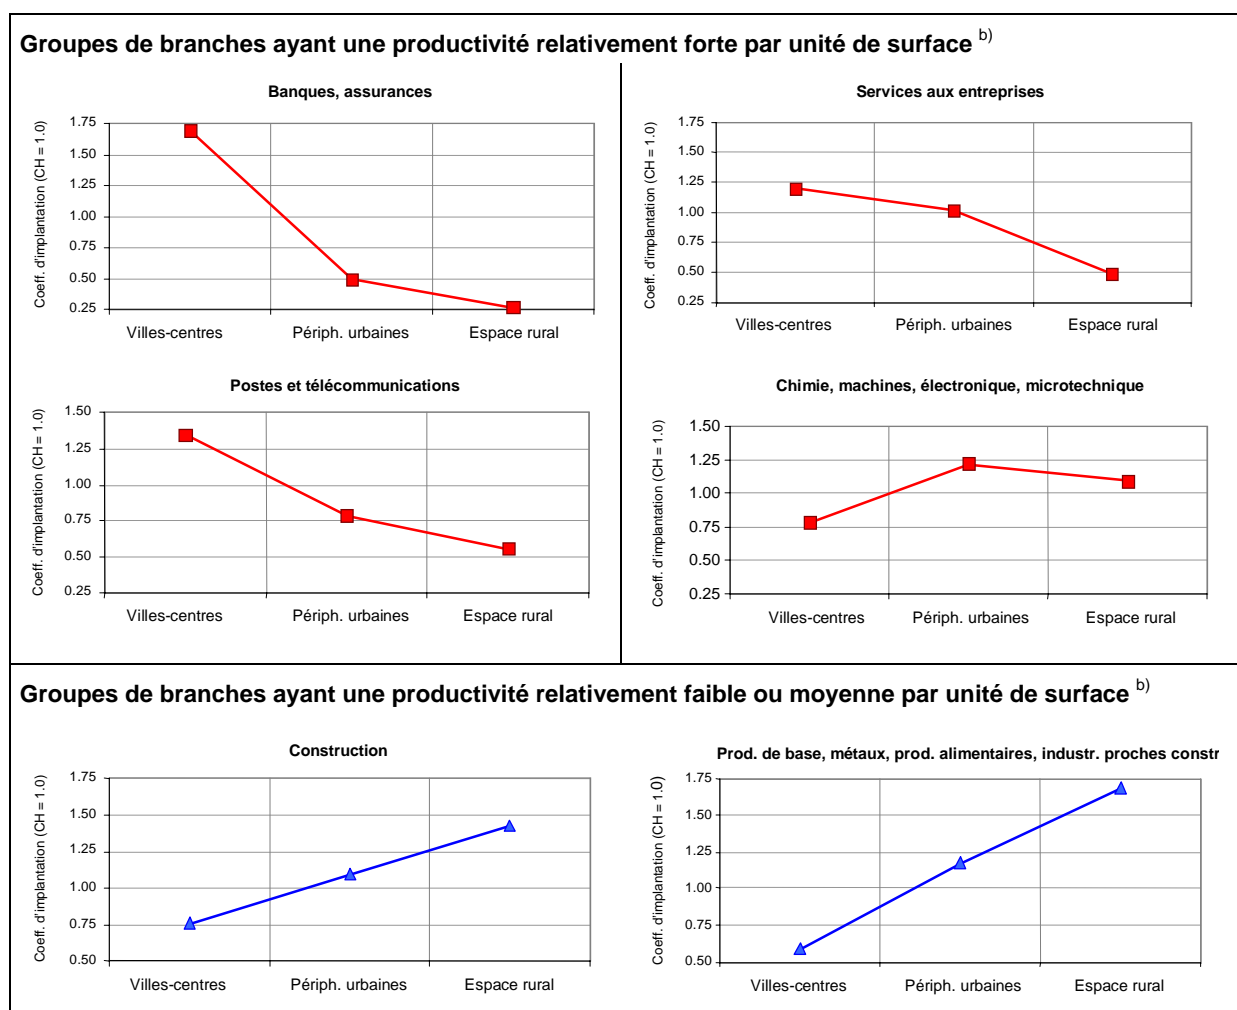 Groupes de branches ayant une productivité relativement forte par unité de surface b)
Banques, assurances
Coeff. d'implantation (CH = 1.0)
1.75
1.50
1.25
1.00
0.75
0.50
0.25
Villes-centres Périph. urbaines Espace rural
Services aux entreprises
Coeff. d'implantation (CH = 1.0)
1.75
1.50
1.25
1.00
0.75
0.50
0.25
Villes-centres Périph. urbaines Espace rural
Postes et télécommunications
Coeff. d'implantation (CH = 1.0)
1.50
1.25
1.00
0.75
0.50
0.25
Villes-centres Périph. urbaines Espace rural
Chimie, machines, électronique, microtechnique
Coeff. d'implantation (CH = 1.0)
1.50
1.25
1.00
0.75
0.50
0.25
Villes-centres Périph. urbaines Espace rural
Groupes de branches ayant une productivité relativement faible ou moyenne par unité de surface b)
Construction
Coeff. d'implantation (CH = 1.0)
1.75
1.50
1.25
1.00
0.75
0.50
Villes-centres Périph. urbaines Espace rural
Prod. de base, métaux, prod. alimentaires, industr. proches constr
Coeff. d'implantation (CH = 1.0)
1.75
1.50
1.25
1.00
0.75
0.50
Villes-centres Périph. urbaines Espace rural